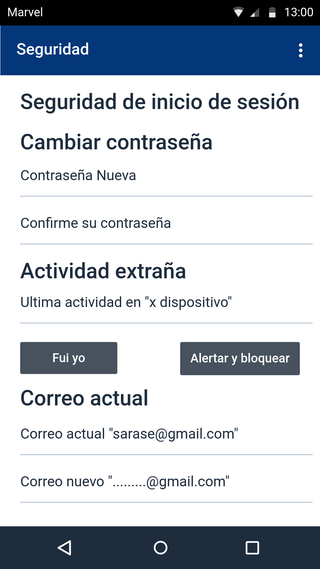 Marvel
13:00
Seguridad
Seguridad de inicio de sesión
Cambiar contraseña
Contraseña Nueva
Confirme su contraseña
Actividad extraña
Ultima actividad en "x dispositivo"
Fui yo
Alertar y bloquear
Correo actual
Correo actual "sarase@gmail.com"
Correo nuevo ".........@gmail.com"